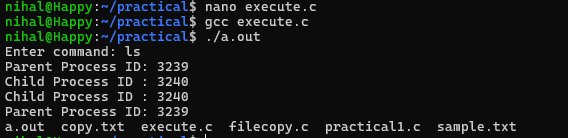 nihal@Happy:~/practical$ nano execute.c
nihal@Happy:~/practical$ gcc execute.c
nihal@Happy:~/practical$ ./a.out
Enter command: ls
Parent Process ID: 3239
Child Process ID : 3240
Child Process ID : 3240
Parent Process ID: 3239
a.out  copy.txt  execute.c  filecopy.c  practical1.c  sample.txt